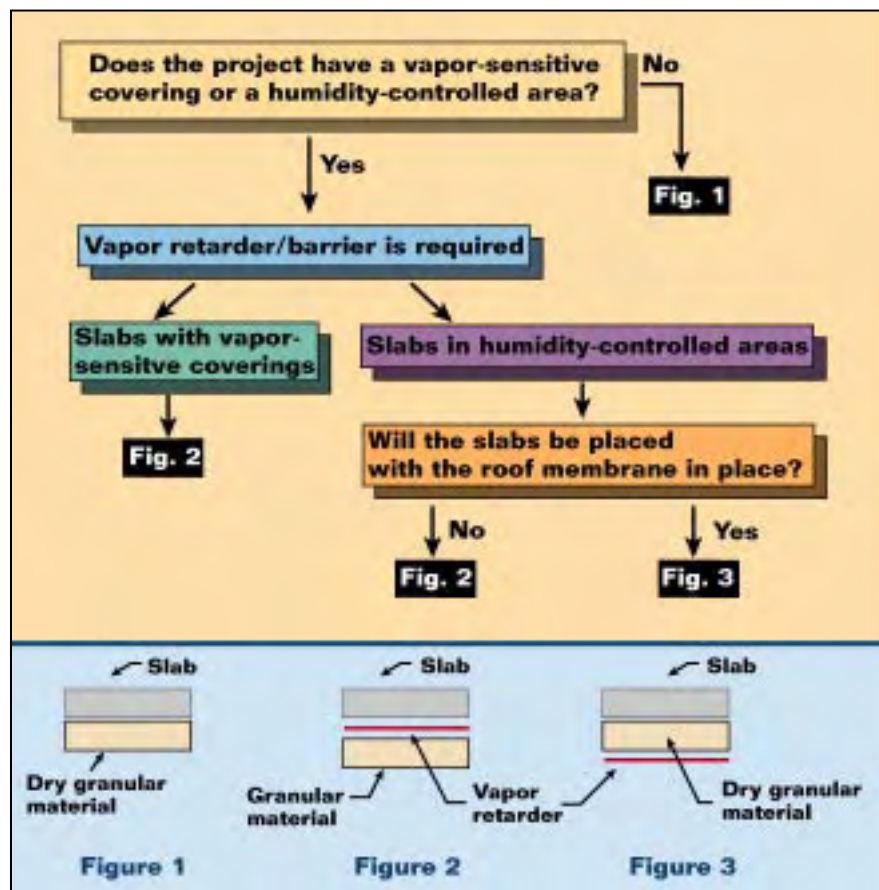 Does the project have a vapor-sensitive
covering or a humidity-controlled area?
No
Yes
Fig. 1
Vapor retarder/barrier is required
Slabs with vapor-
sensitve coverings
Slabs in humidity-controlled areas
Fig. 2
Will the slabs be placed
with the roof membrane in place?
No
Yes
Fig. 2
Fig. 3
Slab
Dry granular
material
Figure 1
Slab
Granular
material
Vapor
retarder
Figure 2
Slab
Dry granular
material
Figure 3